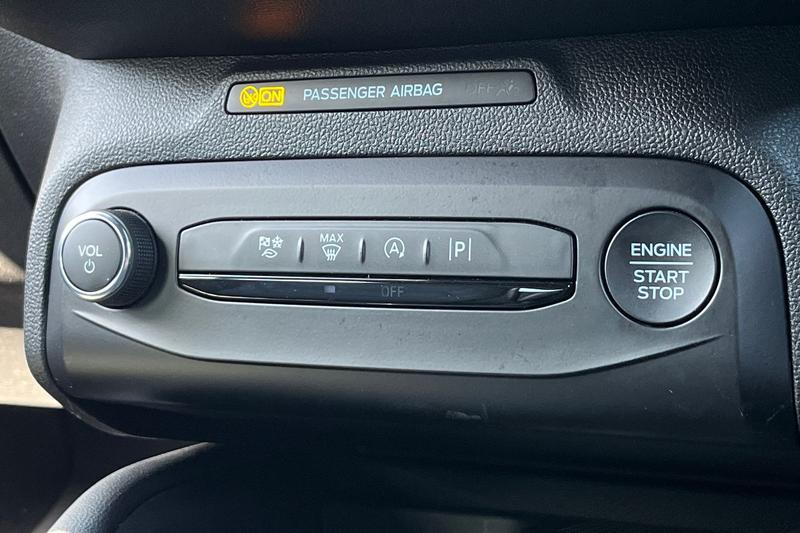 ON PASSENGER AIRBAG OFF
VOL
MAX
A
P
OFF
ENGINE
START
STOP